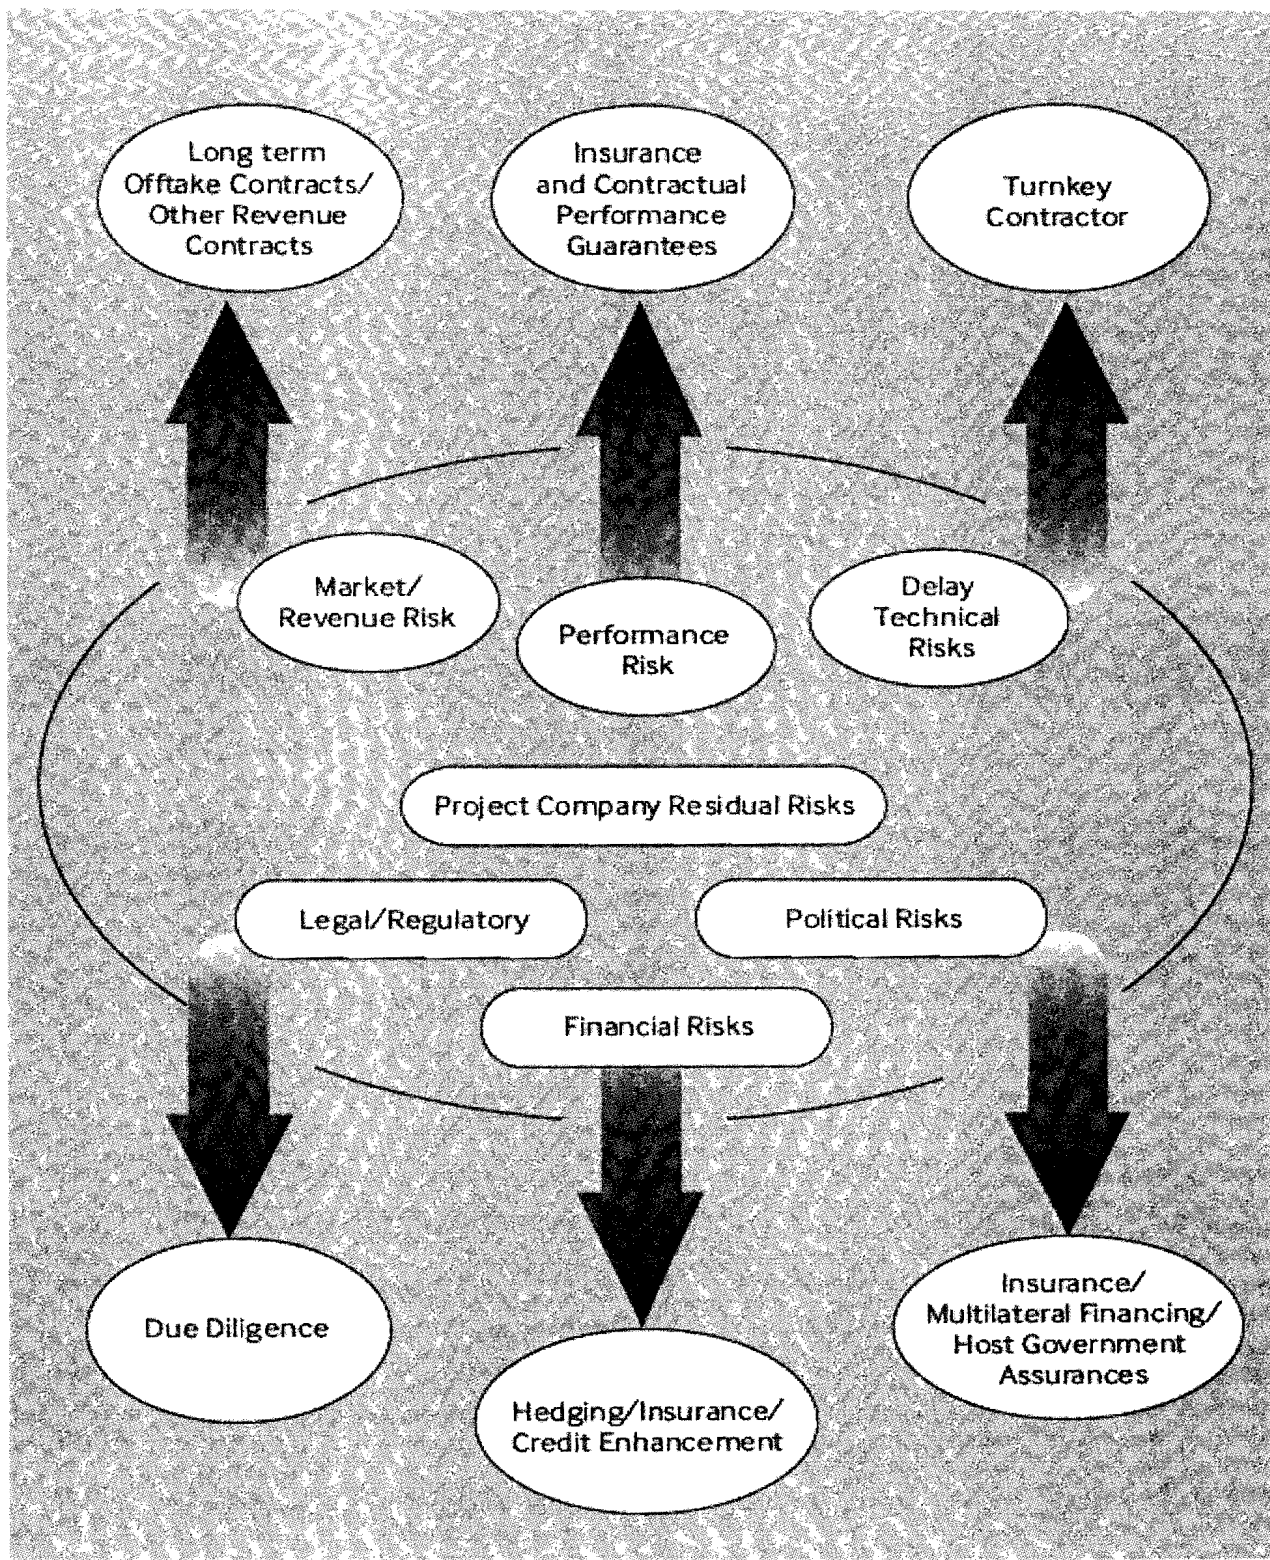 Long term
Offtake Contracts/
Other Revenue
Contracts
Insurance
and Contractual
Performance
Guarantees
Turnkey
Contractor
Market/
Revenue Risk
Performance
Risk
Delay
Technical
Risks
Project Company Residual Risks
Legal/Regulatory
Political Risks
Financial Risks
Due Diligence
Hedging/Insurance/
Credit Enhancement
Insurance/
Multilateral Financing/
Host Government
Assurances